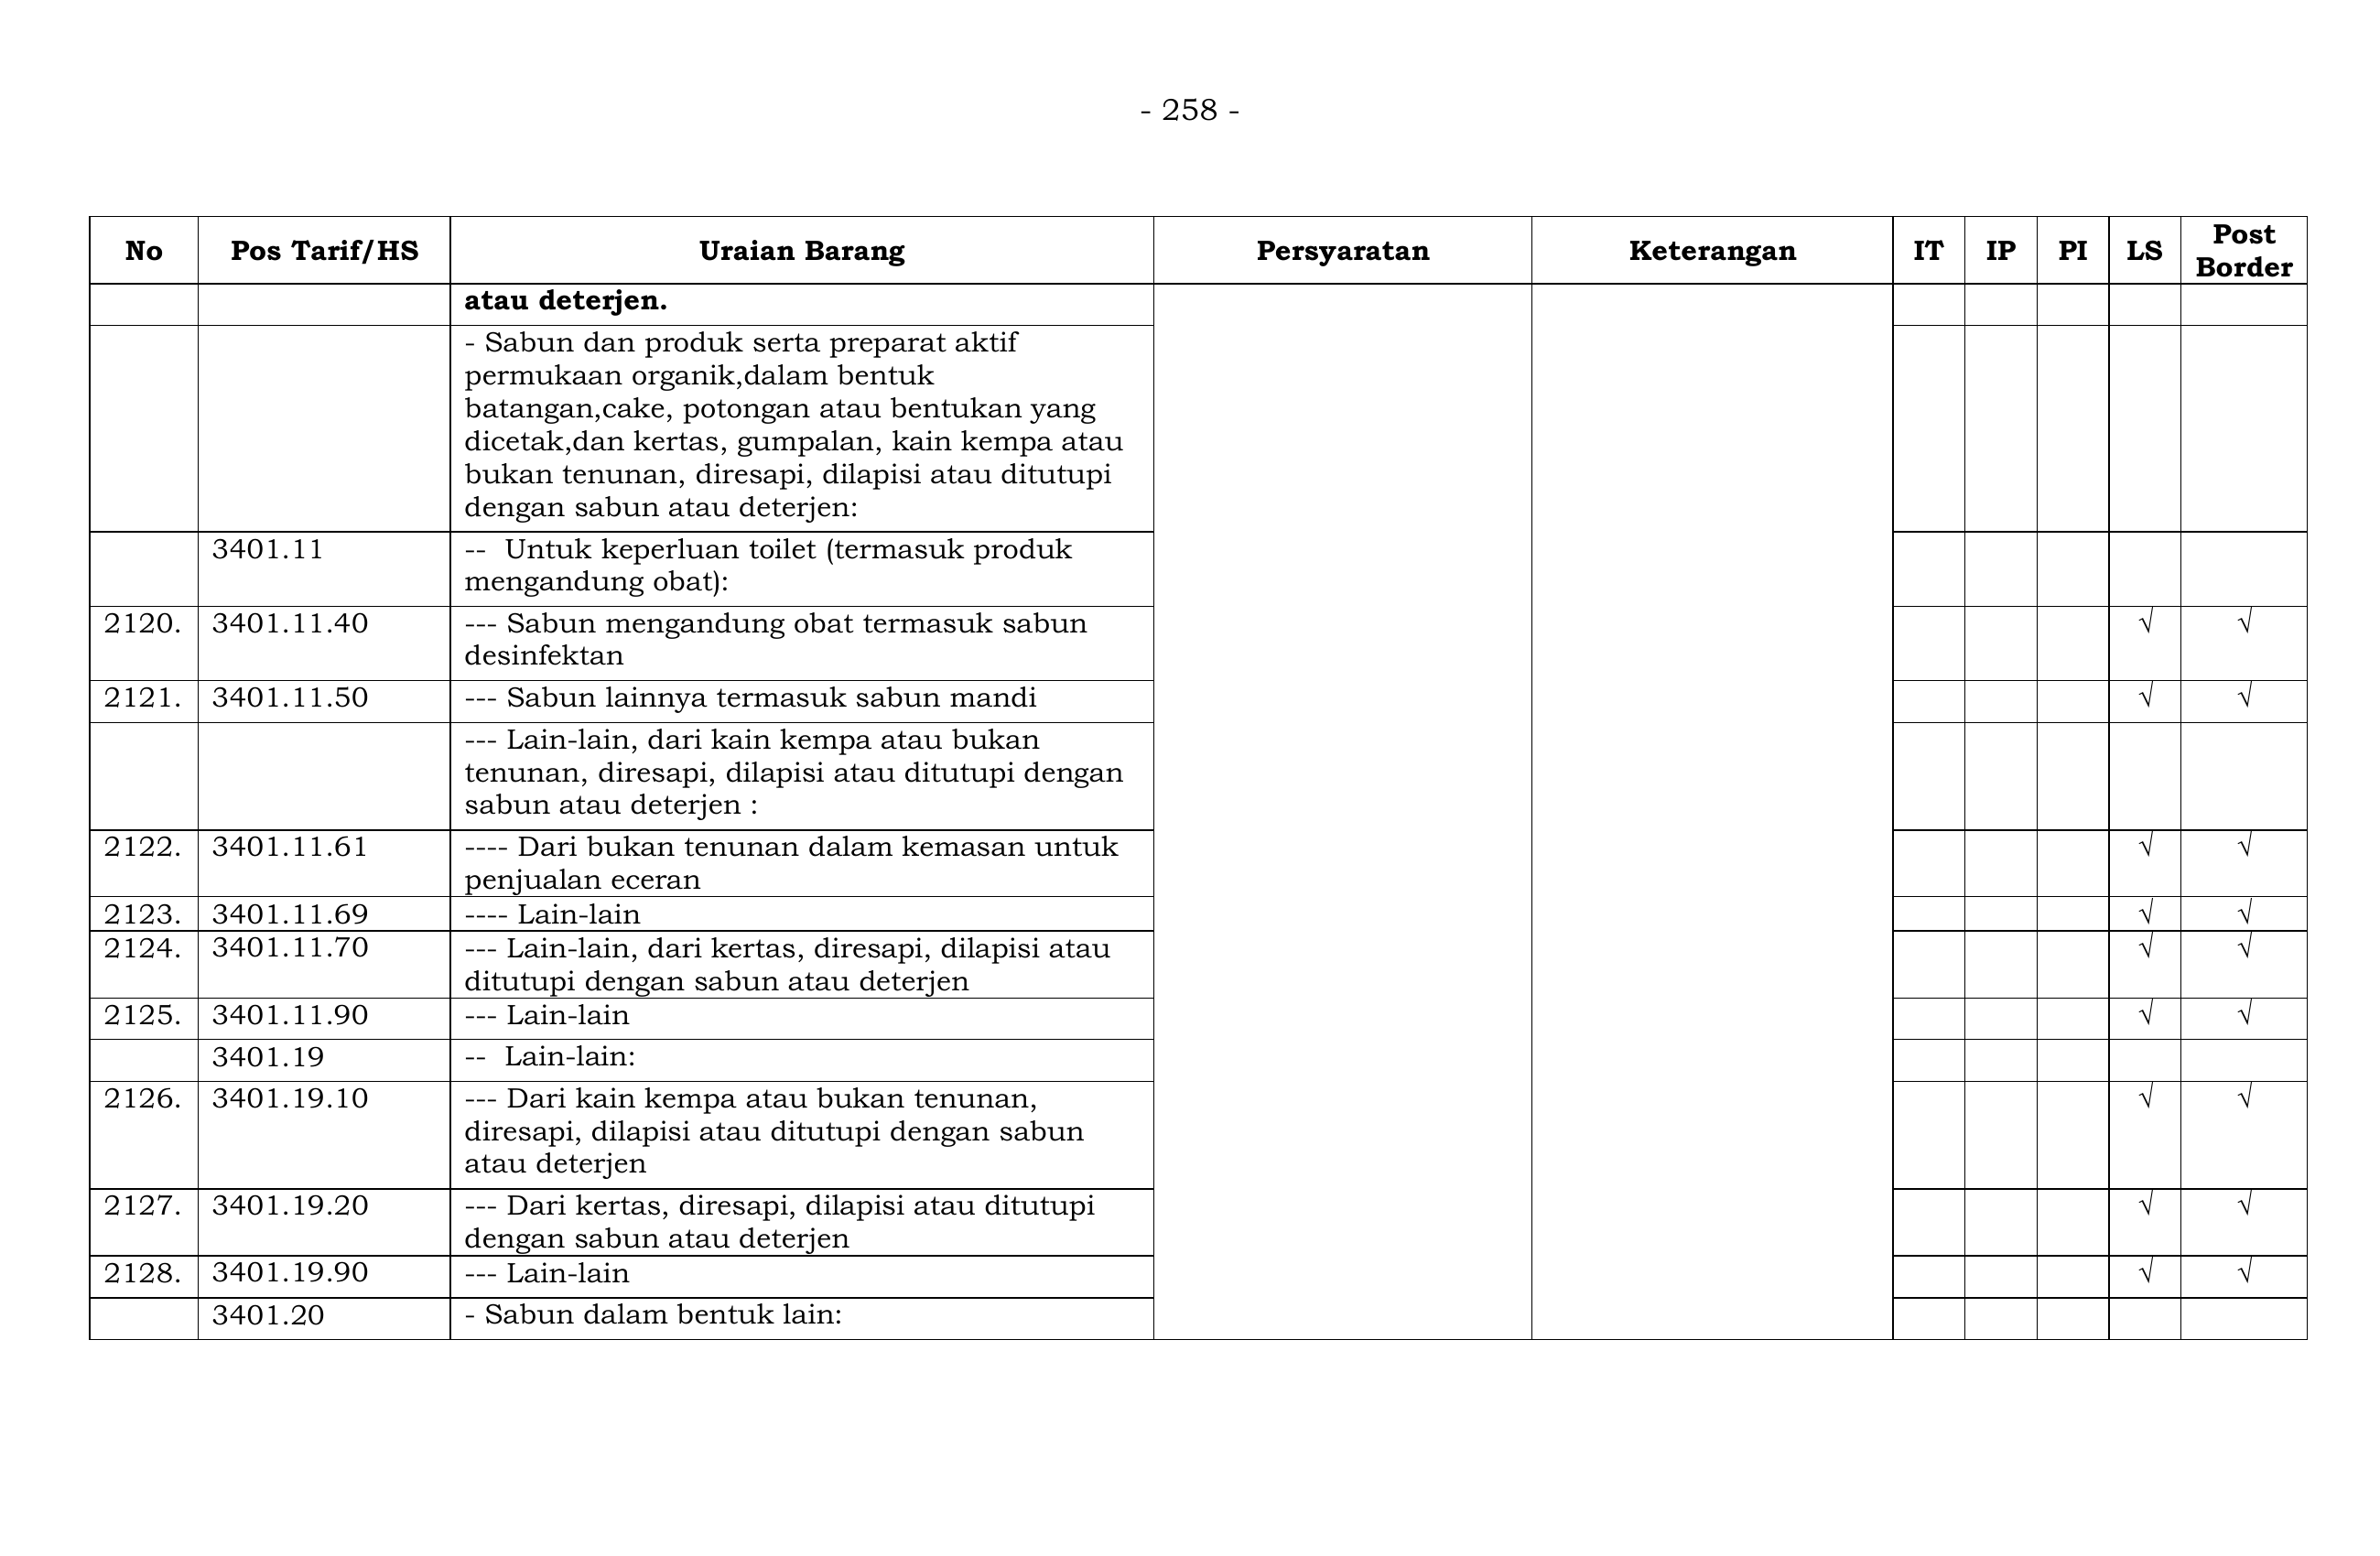 - 258 -
No Pos Tarif/HS Uraian Barang Persyaratan Keterangan IT IP PI LS Post Border
atau deterjen.
- Sabun dan produk serta preparat aktif
permukaan organik,dalam bentuk
batangan,cake, potongan atau bentukan yang
dicetak,dan kertas, gumpalan, kain kempa atau
bukan tenunan, diresapi, dilapisi atau ditutupi
dengan sabun atau deterjen:
3401.11 -- Untuk keperluan toilet (termasuk produk
mengandung obat):
2120. 3401.11.40 --- Sabun mengandung obat termasuk sabun √ √
desinfektan
2121. 3401.11.50 --- Sabun lainnya termasuk sabun mandi √ √
--- Lain-lain, dari kain kempa atau bukan
tenunan, diresapi, dilapisi atau ditutupi dengan
sabun atau deterjen :
2122. 3401.11.61 ---- Dari bukan tenunan dalam kemasan untuk √ √
penjualan eceran
2123. 3401.11.69 ---- Lain-lain √ √
2124. 3401.11.70 --- Lain-lain, dari kertas, diresapi, dilapisi atau √ √
ditutupi dengan sabun atau deterjen
2125. 3401.11.90 --- Lain-lain √ √
3401.19 -- Lain-lain:
2126. 3401.19.10 --- Dari kain kempa atau bukan tenunan, √ √
diresapi, dilapisi atau ditutupi dengan sabun
atau deterjen
2127. 3401.19.20 --- Dari kertas, diresapi, dilapisi atau ditutupi √ √
dengan sabun atau deterjen
2128. 3401.19.90 --- Lain-lain √ √
3401.20 - Sabun dalam bentuk lain: